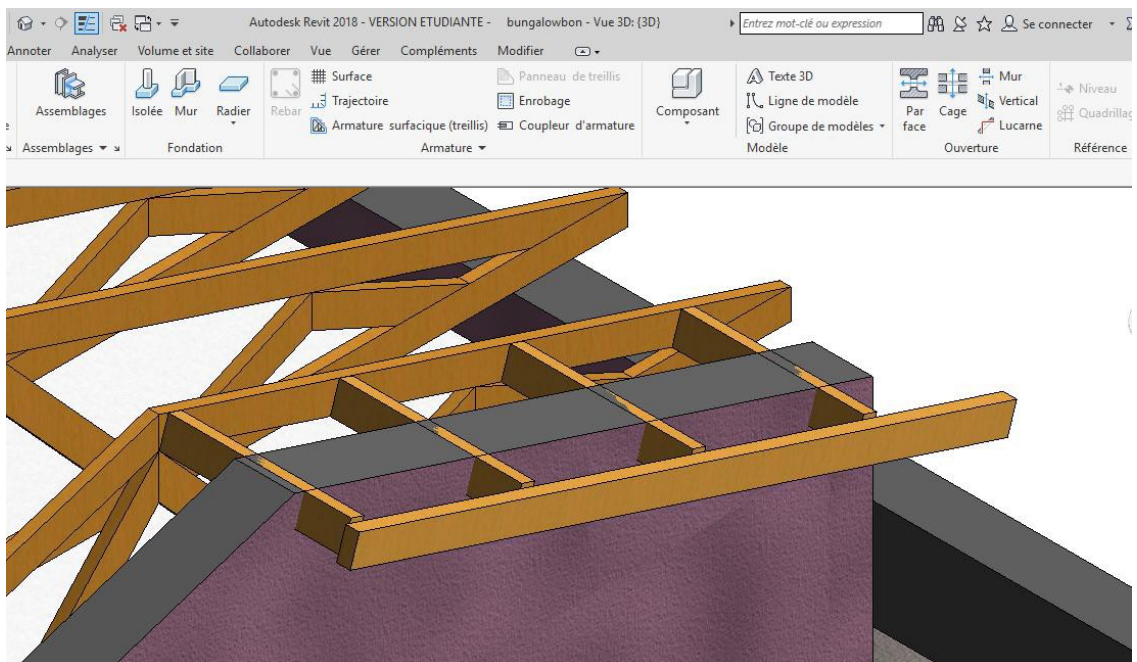 Autodesk Revit 2018 - VERSION ETUDIANTE - bungalowbon - Vue 3D: {3D}
Entrez mot-clé ou expression
Se connecter
Annoter Analyser Volume et site Collaborer Vue Gérer Compléments Modifier
Assemblages
Isolée Mur Radier
Rebar
Surface
Trajectoire
Armature surfacique (treillis)
Panneau de treillis
Enrobage
Coupleur d'armature
Composant
Texte 3D
Ligne de modèle
Groupe de modèles
Par face
Cage
Mur
Vertical
Lucarne
Niveau
Assemblages Fondation Armature Modèle Ouverture Référence